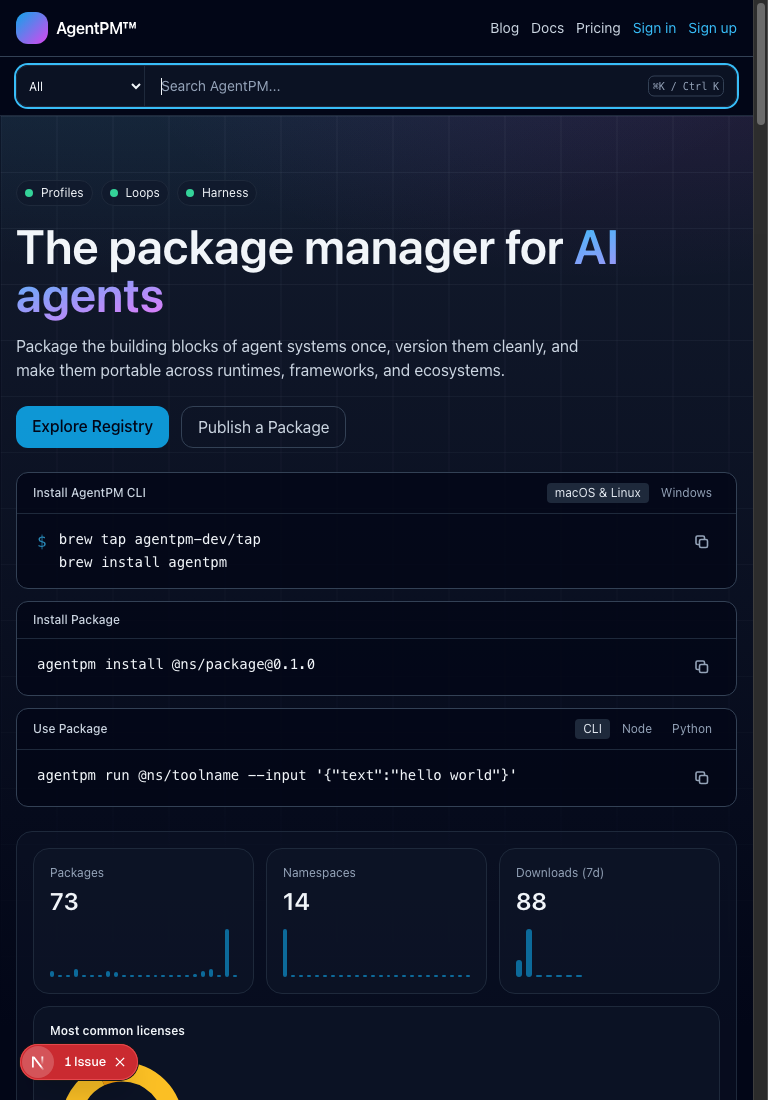 AgentPM™
Blog Docs Pricing Sign in Sign up
All
Search AgentPM...
⌘K / Ctrl K
Profiles
Loops
Harness
The package manager for AI
agents
Package the building blocks of agent systems once, version them cleanly, and
make them portable across runtimes, frameworks, and ecosystems.
Explore Registry
Publish a Package
Install AgentPM CLI
macOS & Linux
Windows
$ brew tap agentpm-dev/tap
brew install agentpm
Install Package
agentpm install @ns/package@0.1.0
Use Package
CLI
Node
Python
agentpm run @ns/toolname --input '{"text":"hello world"}'
Packages
73
Namespaces
14
Downloads (7d)
88
Most common licenses
N
1 Issue